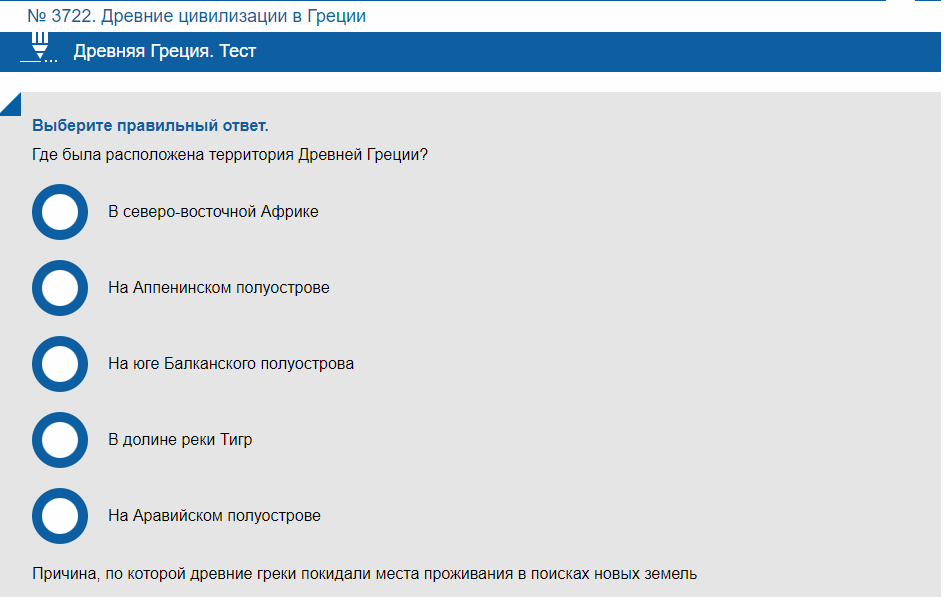 № 3722. Древние цивилизации в Греции
Древняя Греция. Тест
Выберите правильный ответ.
Где была расположена территория Древней Греции?
В северо-восточной Африке
На Аппенинском полуострове
На юге Балканского полуострова
В долине реки Тигр
На Аравийском полуострове
Причина, по которой древние греки покидали места проживания в поисках новых земель